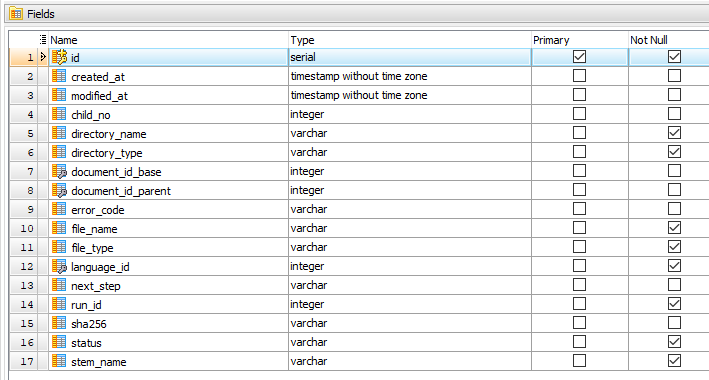 Fields
Name Type Primary Not Null
1 id serial
2 created_at timestamp without time zone
3 modified_at timestamp without time zone
4 child_no integer
5 directory_name varchar
6 directory_type varchar
7 document_id_base integer
8 document_id_parent integer
9 error_code varchar
10 file_name varchar
11 file_type varchar
12 language_id integer
13 next_step varchar
14 run_id integer
15 sha256 varchar
16 status varchar
17 stem_name varchar